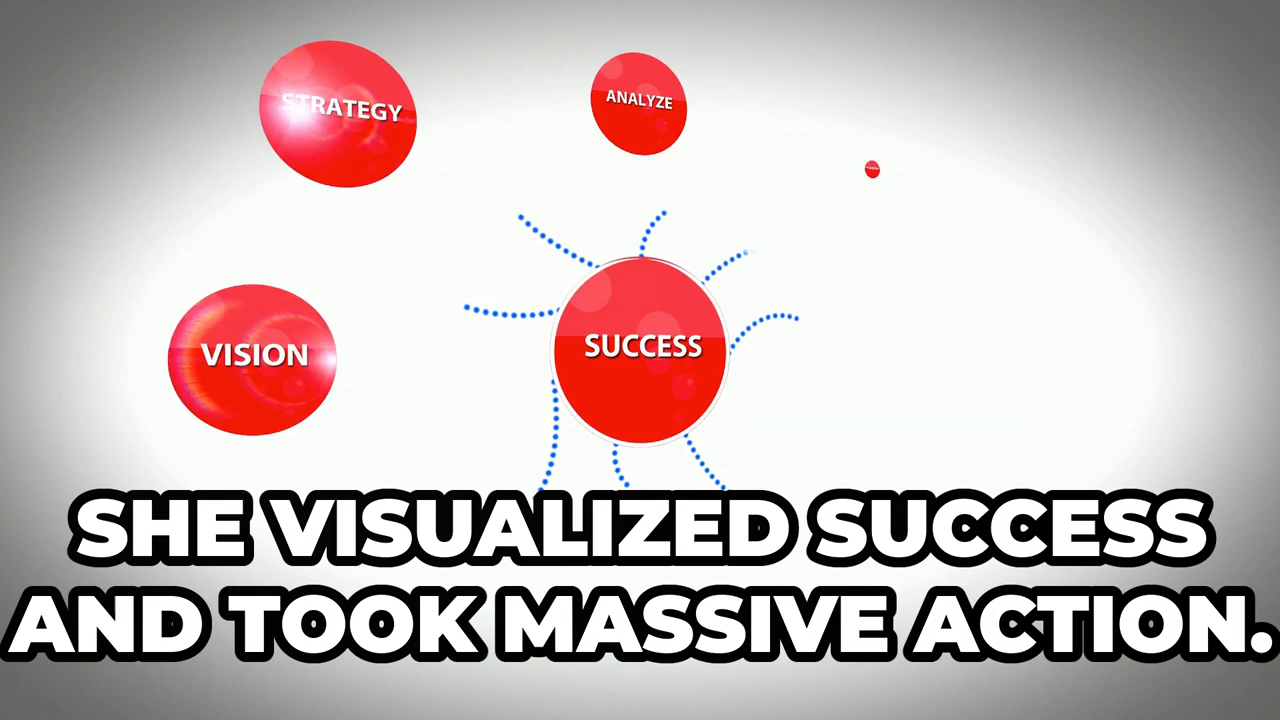 STRATEGY
ANALYZE
VISION
SUCCESS
SHE VISUALIZED SUCCESS
AND TOOK MASSIVE ACTION.